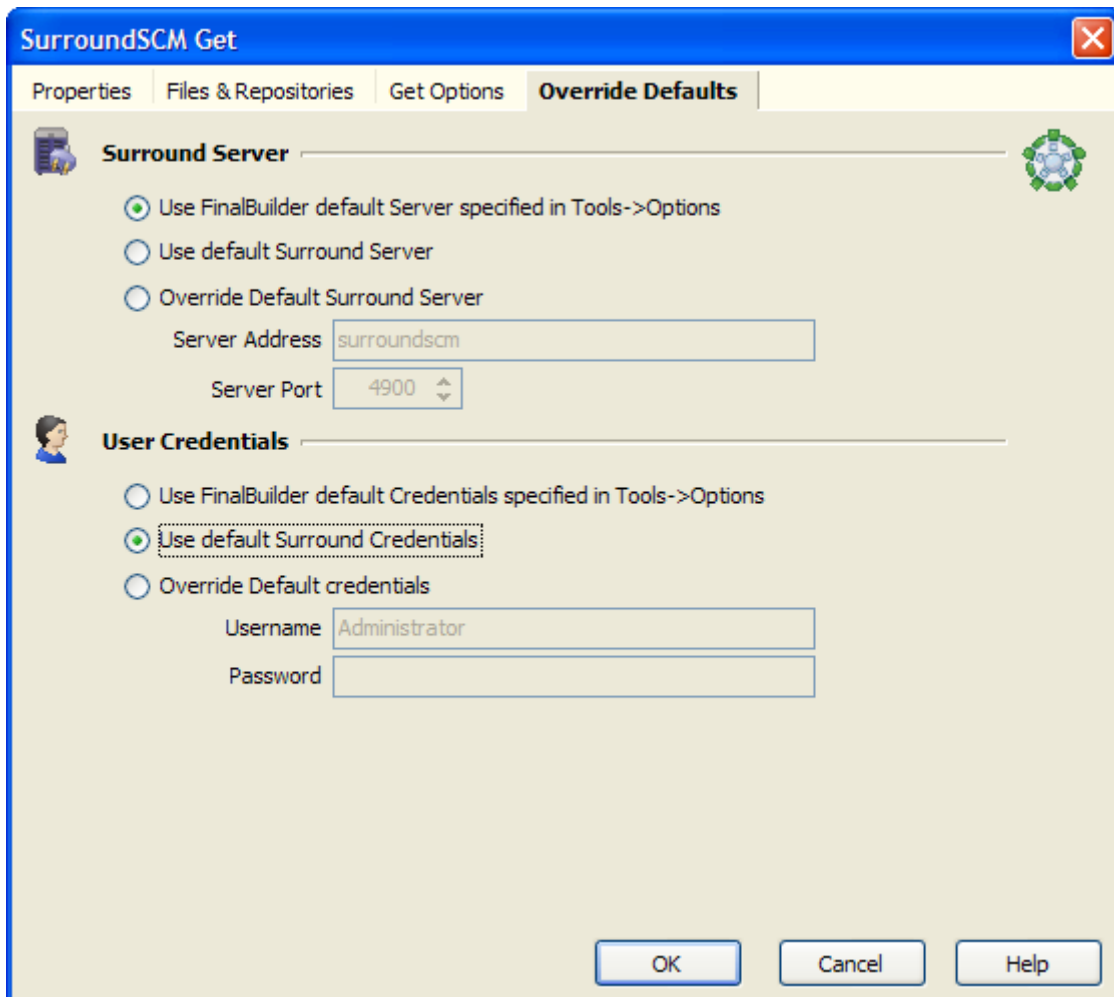 SurroundSCM Get
Properties Files & Repositories Get Options Override Defaults
Surround Server
Use FinalBuilder default Server specified in Tools->Options
Use default Surround Server
Override Default Surround Server
Server Address surroundscm
Server Port 4900
User Credentials
Use FinalBuilder default Credentials specified in Tools->Options
Use default Surround Credentials
Override Default credentials
Username Administrator
Password
OK Cancel Help